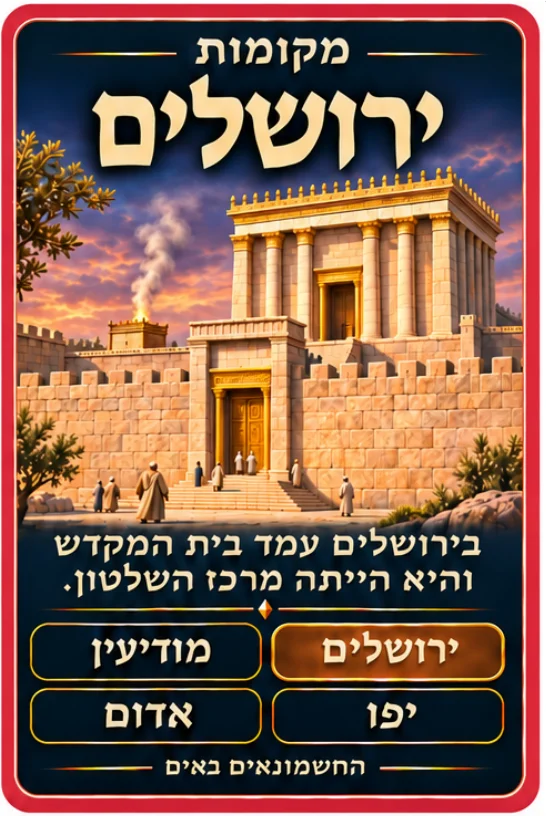 מקומות
ירושלים
בירושלים עמד בית המקדש
והיא הייתה מרכז השלטון.
ירושלים
מודיעין
יפו
אדום
החשמונאים באים